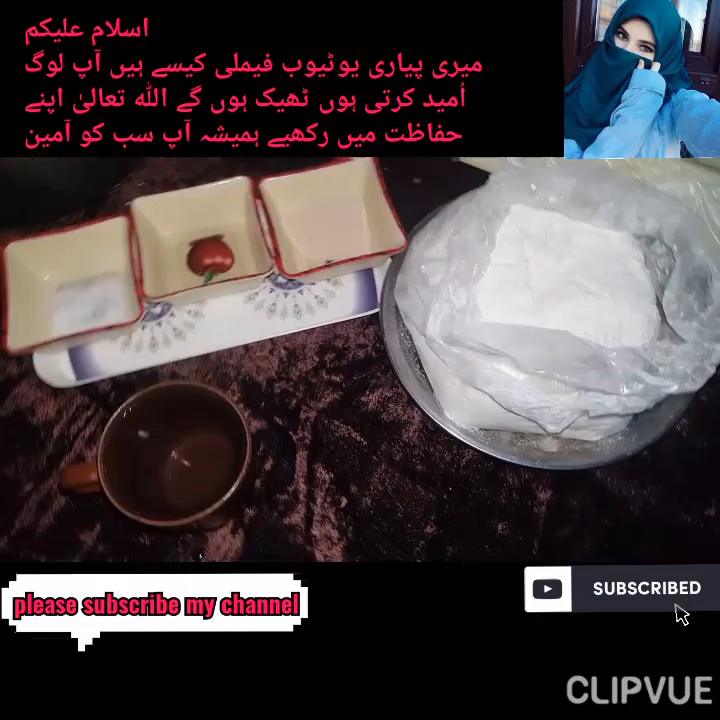 اسلام علیکم
میری پیاری یوٹیوب فیملی کیسے ہیں آپ لوگ
اُمید کرتی ہوں ٹھیک ہوں گے اللّٰہ تعالیٰ اپنے
حفاظت میں رکھیے ہمیشہ آپ سب کو آمین
please subscribe my channel
SUBSCRIBED
CLIPVUE